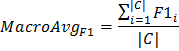 MacroAvg_{F1} = \frac{\sum_{i=1}^{|C|} F1_i}{|C|}